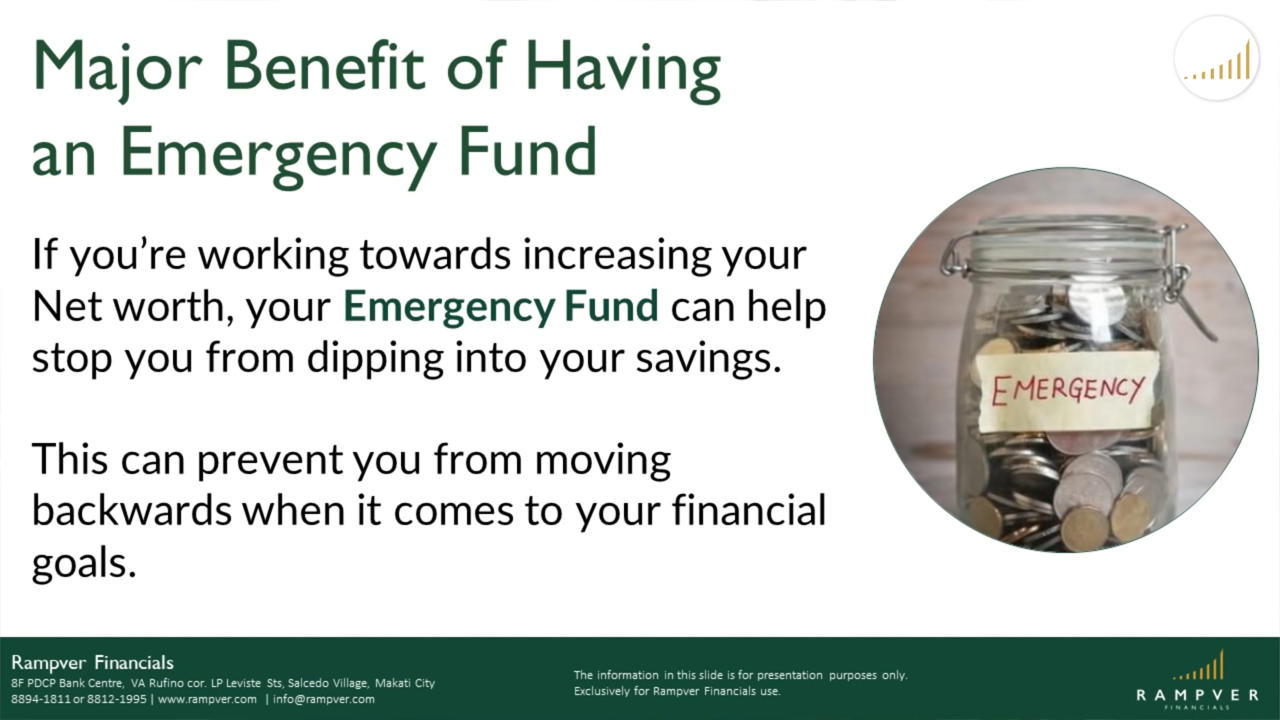 Major Benefit of Having
an Emergency Fund
If you’re working towards increasing your
Net worth, your Emergency Fund can help
stop you from dipping into your savings.
This can prevent you from moving
backwards when it comes to your financial
goals.
EMERGENCY
Rampver Financials
8F PDCP Bank Centre, VA Rufino cor. LP Leviste Sts, Salcedo Village, Makati City
8894-1811 or 8812-1995 | www.rampver.com | info@rampver.com
The information in this slide is for presentation purposes only.
Exclusively for Rampver Financials use.
RAMPVER
FINANCIALS